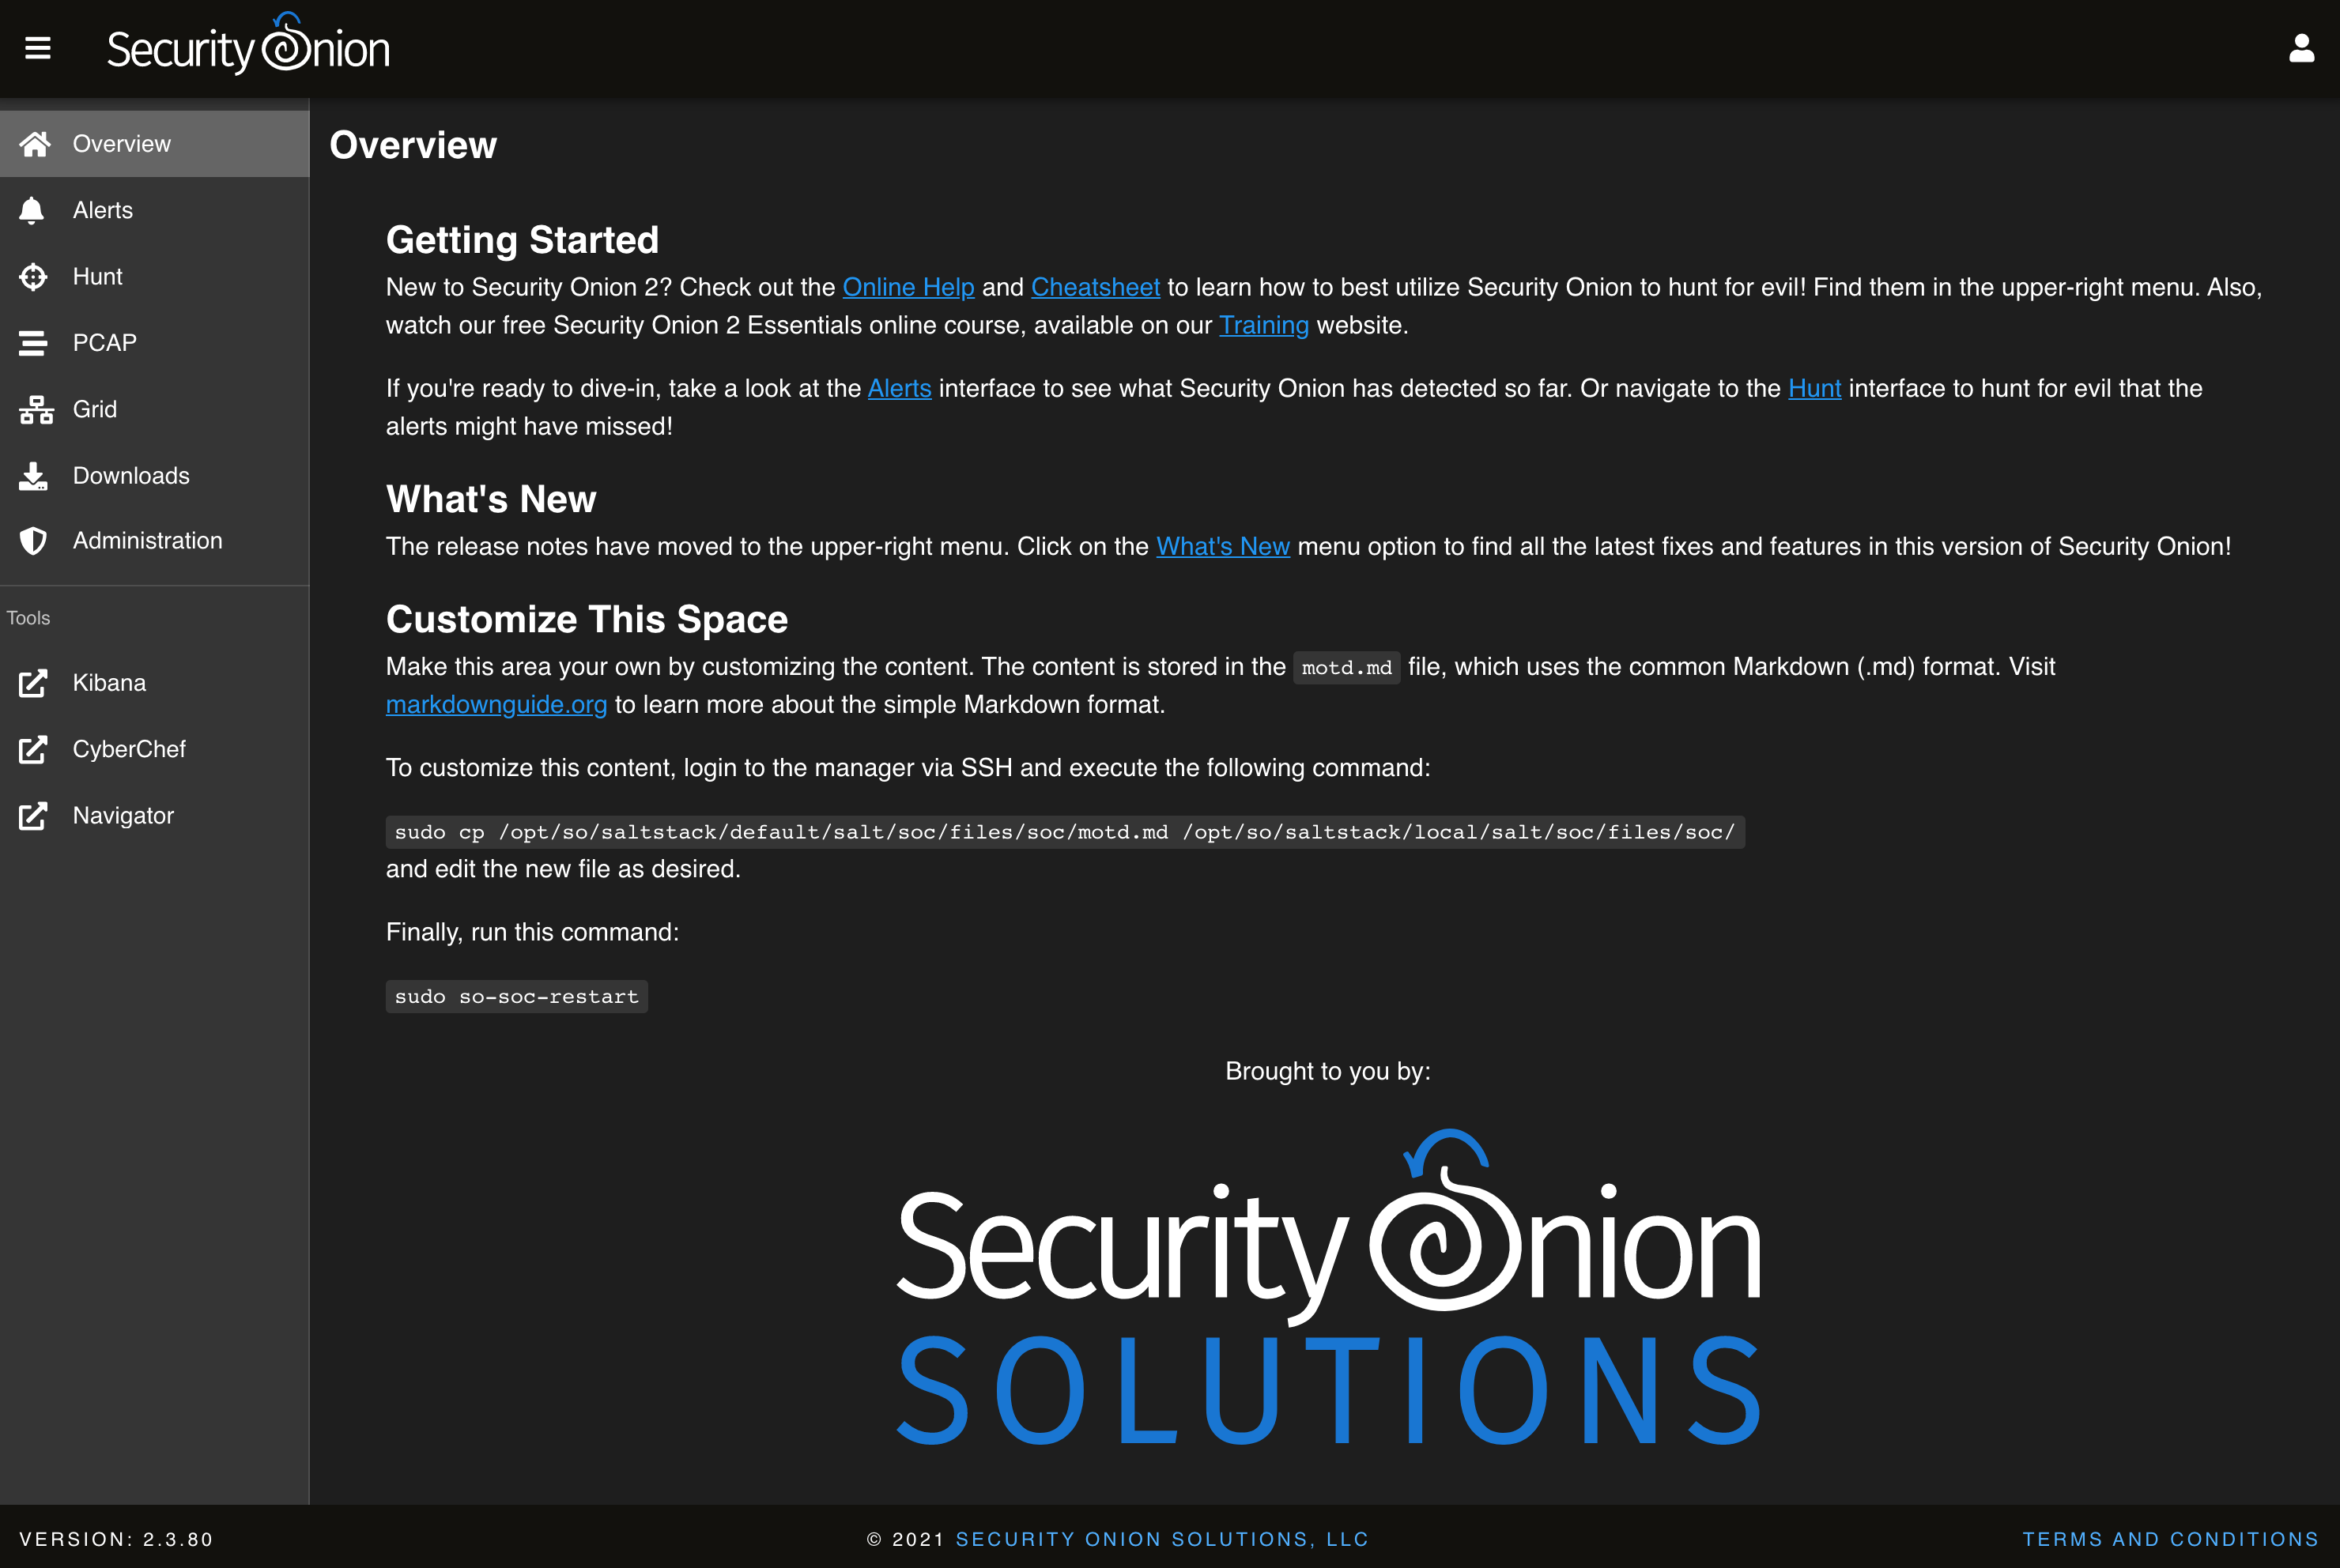 Security Onion
Overview
Alerts
Hunt
PCAP
Grid
Downloads
Administration
Tools
Kibana
CyberChef
Navigator
Overview
Getting Started
New to Security Onion 2? Check out the Online Help and Cheatsheet to learn how to best utilize Security Onion to hunt for evil! Find them in the upper-right menu. Also,
watch our free Security Onion 2 Essentials online course, available on our Training website.
If you're ready to dive-in, take a look at the Alerts interface to see what Security Onion has detected so far. Or navigate to the Hunt interface to hunt for evil that the
alerts might have missed!
What's New
The release notes have moved to the upper-right menu. Click on the What's New menu option to find all the latest fixes and features in this version of Security Onion!
Customize This Space
Make this area your own by customizing the content. The content is stored in the motd.md file, which uses the common Markdown (.md) format. Visit
markdownguide.org to learn more about the simple Markdown format.
To customize this content, login to the manager via SSH and execute the following command:
sudo cp /opt/so/saltstack/default/salt/soc/files/soc/motd.md /opt/so/saltstack/local/salt/soc/files/soc/
and edit the new file as desired.
Finally, run this command:
sudo so-soc-restart
Brought to you by:
Security Onion
SOLUTIONS
VERSION: 2.3.80
© 2021 SECURITY ONION SOLUTIONS, LLC
TERMS AND CONDITIONS